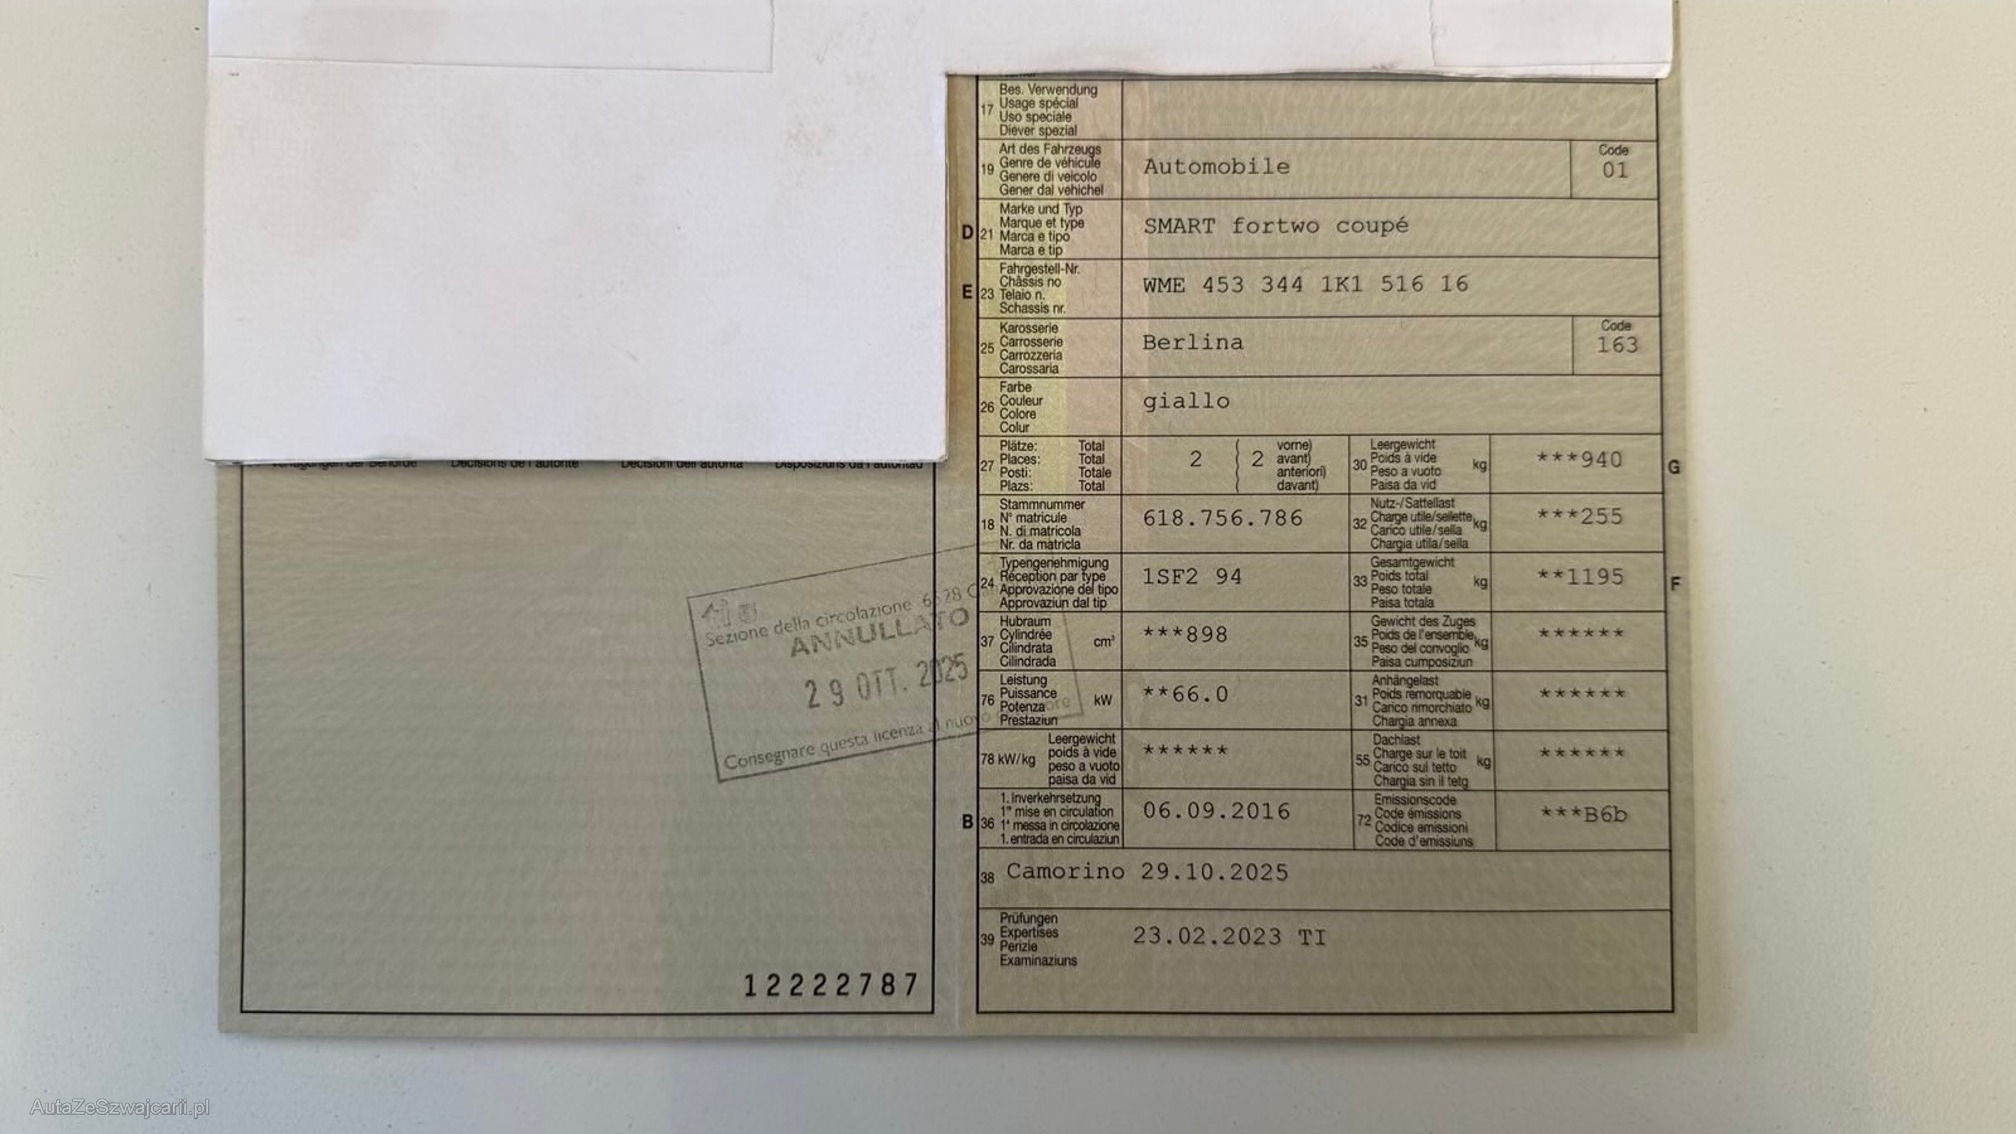 Bes. Verwendung
17 Usage spécial
Uso speciale
Diever spezial
Art des Fahrzeugs
19 Genre de véhicule
Genere di veicolo
Gener dal vehichel
Automobile
Code
01
Marke und Typ
D 21 Marque et type
Marca e tipo
Marca e tip
SMART fortwo coupé
Fahrgestell-Nr.
Châssis no
E 23 Telaio n.
Schassis nr.
WME 453 344 1K1 516 16
Karosserie
25 Carrosserie
Carrozzeria
Carossaria
Berlina
Code
163
Farbe
26 Couleur
Colore
Colur
giallo
Plätze: Total
27 Places: Total
Posti: Totale
Plazs: Total
2 ( 2 vorne)
avant)
anteriori)
davant)
Leergewicht
30 Poids à vide kg
Peso a vuoto
Paisa da vid
***940
G
Stammnummer
18 N° matricule
N. di matricola
Nr. da matricla
618.756.786
Nutz-/Sattellast
32 Charge utile/sellette kg
Carico utile/sella
Chargia utila/sella
***255
Typengenehmigung
24 Réception par type
Approvazione del tipo
Approvaziun dal tip
1SF2 94
Gesamtgewicht
33 Poids total kg
Peso totale
Paisa totala
**1195
F
Hubraum
37 Cylindrée cm³
Cilindrata
Cilindrada
***898
Gewicht des Zuges
35 Poids de l'ensemble kg
Peso del convoglio
Paisa cumposiziun
******
Leistung
76 Puissance kW
Potenza
Prestaziun
**66.0
Anhängelast
31 Poids remorquable kg
Carico rimorchiato
Chargia annexa
******
Leergewicht
78 kW/kg poids à vide
peso a vuoto
paisa da vid
******
Dachlast
55 Charge sur le toit kg
Carico sul tetto
Chargia sin il tetg
******
1. Inverkehrsetzung
B 36 1re mise en circulation
1a messa in circolazione
1. entrada en circulaziun
06.09.2016
Emissionscode
72 Code émissions
Codice emissioni
Code d'emissiuns
***B6b
38 Camorino 29.10.2025
Prüfungen
39 Expertises
Perizie
Examinaziuns
23.02.2023 TI
Verfügungen der Behörde Décisions de l'autorité Decisioni dell'autorità Disposiziuns da l'autoritad
Sezione della circolazione 6528
ANNULLATO
29 OTT. 2025
Consegnare questa licenza al nuovo
12222787
AutaZeSzwajcarii.pl